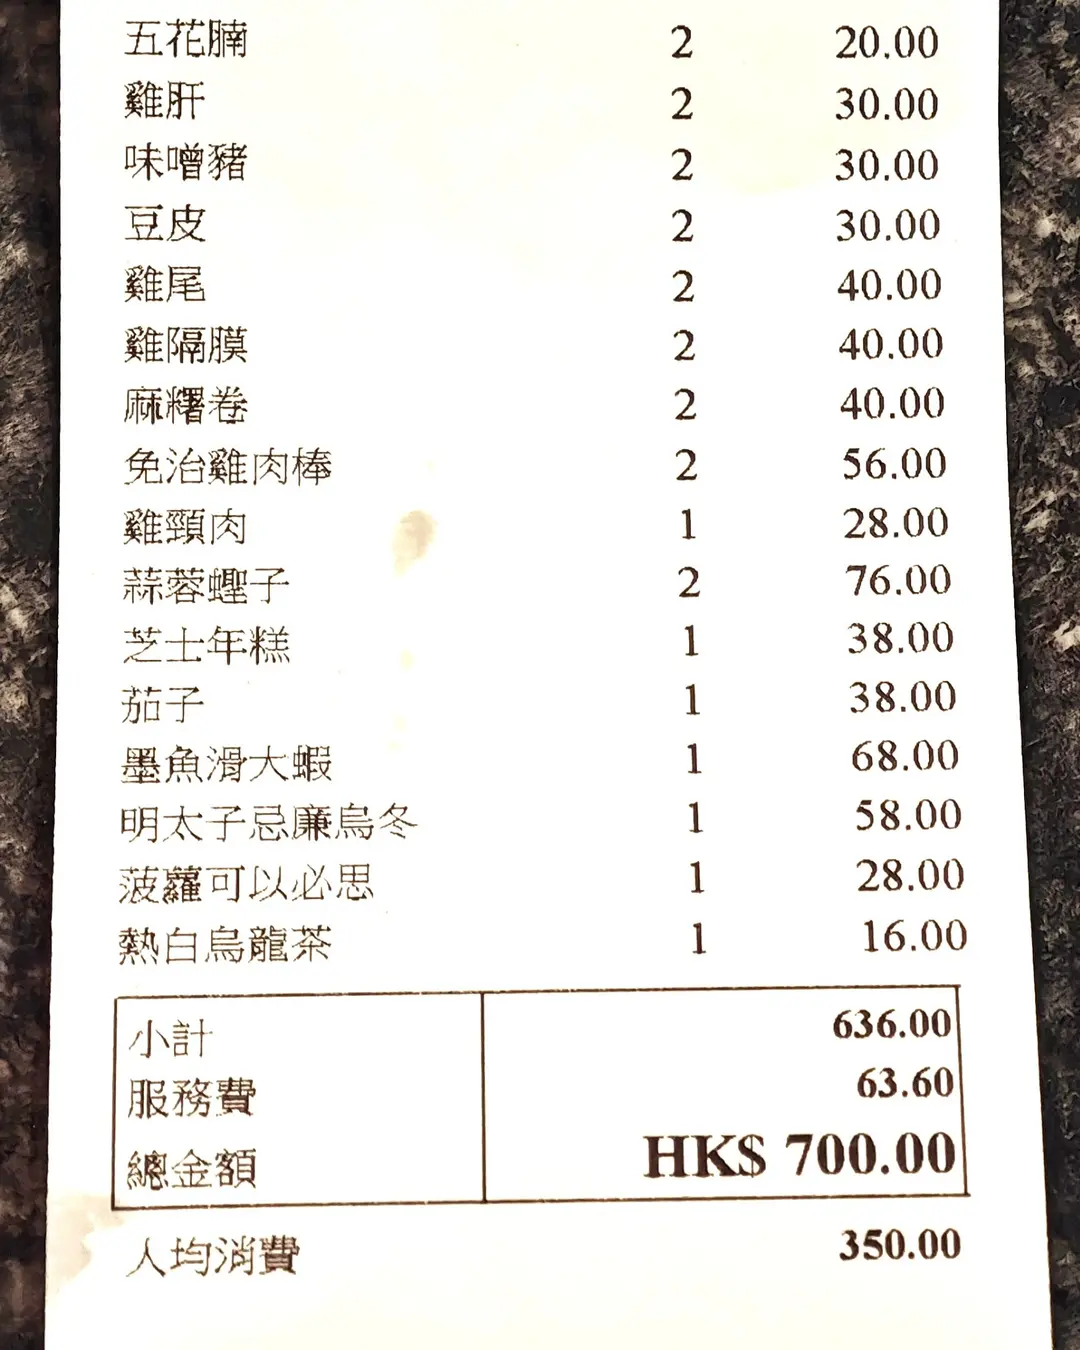 五花腩 2 20.00
雞肝 2 30.00
味噌豬 2 30.00
豆皮 2 30.00
雞尾 2 40.00
雞隔膜 2 40.00
麻糬卷 2 40.00
免治雞肉棒 2 56.00
雞頸肉 1 28.00
蒜蓉蟶子 2 76.00
芝士年糕 1 38.00
茄子 1 38.00
墨魚滑大蝦 1 68.00
明太子忌廉烏冬 1 58.00
菠蘿可以必思 1 28.00
熱白烏龍茶 1 16.00
小計 636.00
服務費 63.60
總金額 HK$ 700.00
人均消費 350.00